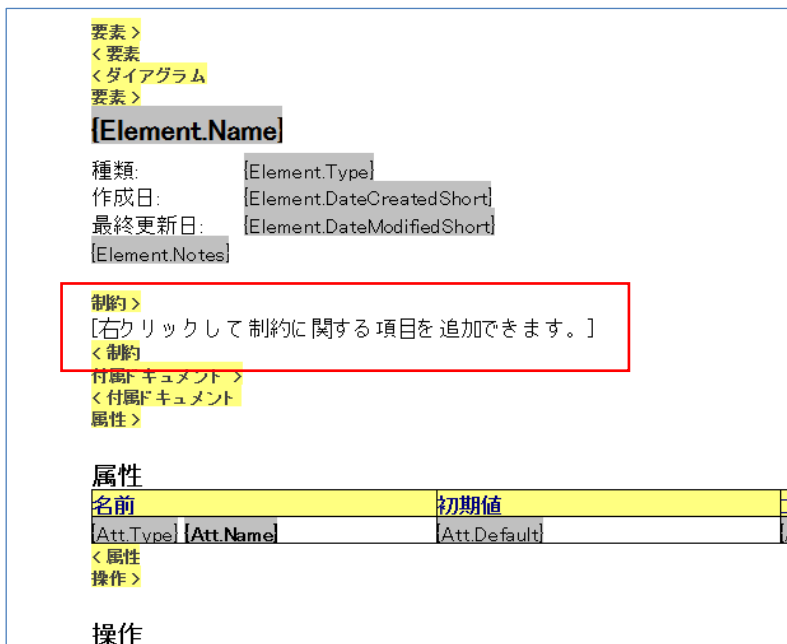 要素 >
< 要素
< ダイアグラム
要素 >
{Element.Name}
種類: {Element.Type}
作成日: {Element.DateCreatedShort}
最終更新日: {Element.DateModifiedShort}
{Element.Notes}
制約 >
[右クリックして制約に関する項目を追加できます。]
< 制約
付属ドキュメント >
< 付属ドキュメント
属性 >
属性
名前 初期値
{Att.Type} {Att.Name} {Att.Default}
< 属性
操作 >
操作